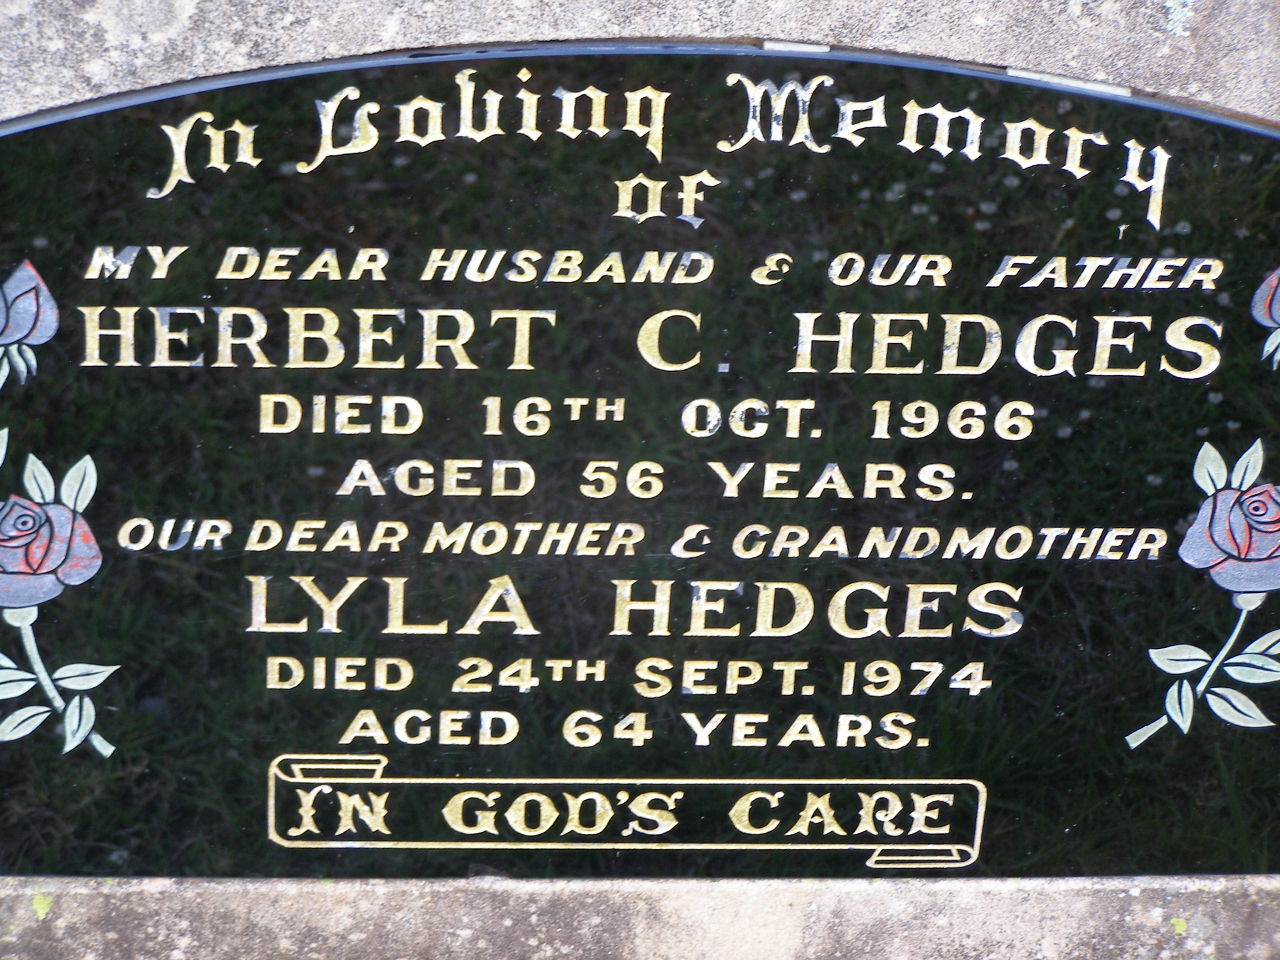 In Loving Memory
of
MY DEAR HUSBAND & OUR FATHER
HERBERT C. HEDGES
DIED 16TH OCT. 1966
AGED 56 YEARS.
OUR DEAR MOTHER & GRANDMOTHER
LYLA HEDGES
DIED 24TH SEPT. 1974
AGED 64 YEARS.
IN GOD'S CARE